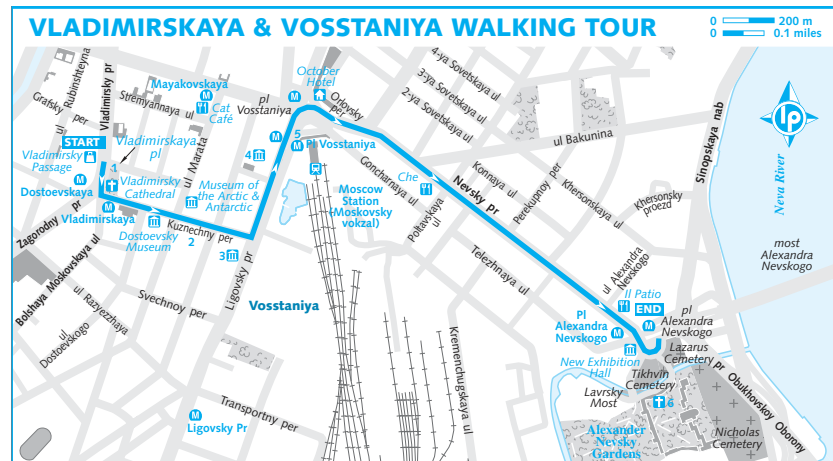 VLADIMIRSKAYA & VOSSTANIYA WALKING TOUR
0 200 m
0 0.1 miles
Rubinshteyna
ul
Vladimirsky pr
Grafsky per
Mayakovskaya
Stremyannaya ul
Cat
Café
October
Hotel
pl
Vosstaniya
Orlovsky
per
4-ya Sovetskaya ul
3-ya Sovetskaya ul
2-ya Sovetskaya ul
ul Bakunina
Sinopskaya nab
lp
Neva River
START
Vladimirskaya
pl
Vladimirsky
Passage
1
Dostoevskaya
Vladimirsky
Cathedral
Vladimirskaya
ul Marata
4
5
Pl Vosstaniya
Museum of
the Arctic &
Antarctic
Dostoevsky
Museum
Kuznechny per
2
3
Moscow
Station
(Moskovsky
vokzal)
Goncharnaya ul
Che
Poltavskaya
ul
Nevsky pr
Konnaya ul
Perekupnoy per
Khersonskaya ul
Khersonsky
proezd
most
Alexandra
Nevskogo
Zagorodny pr
Bolshaya Moskovskaya ul
ul Razyezzhaya
ul
Dostoevskogo
Svechnoy per
Ligovsky pr
Vosstaniya
Telezhnaya ul
ul Alexandra
Nevskogo
Il Patio
END
pl
Alexandra
Nevskogo
Pl
Alexandra
Nevskogo
New Exhibition
Hall
Lazarus
Cemetery
Tikhvin
Cemetery
Lavrsky
Most
6
pr Obukhovskoy Oborony
Kremenchugskaya ul
Transportny per
Ligovsky Pr
Alexander
Nevsky
Gardens
Nicholas
Cemetery